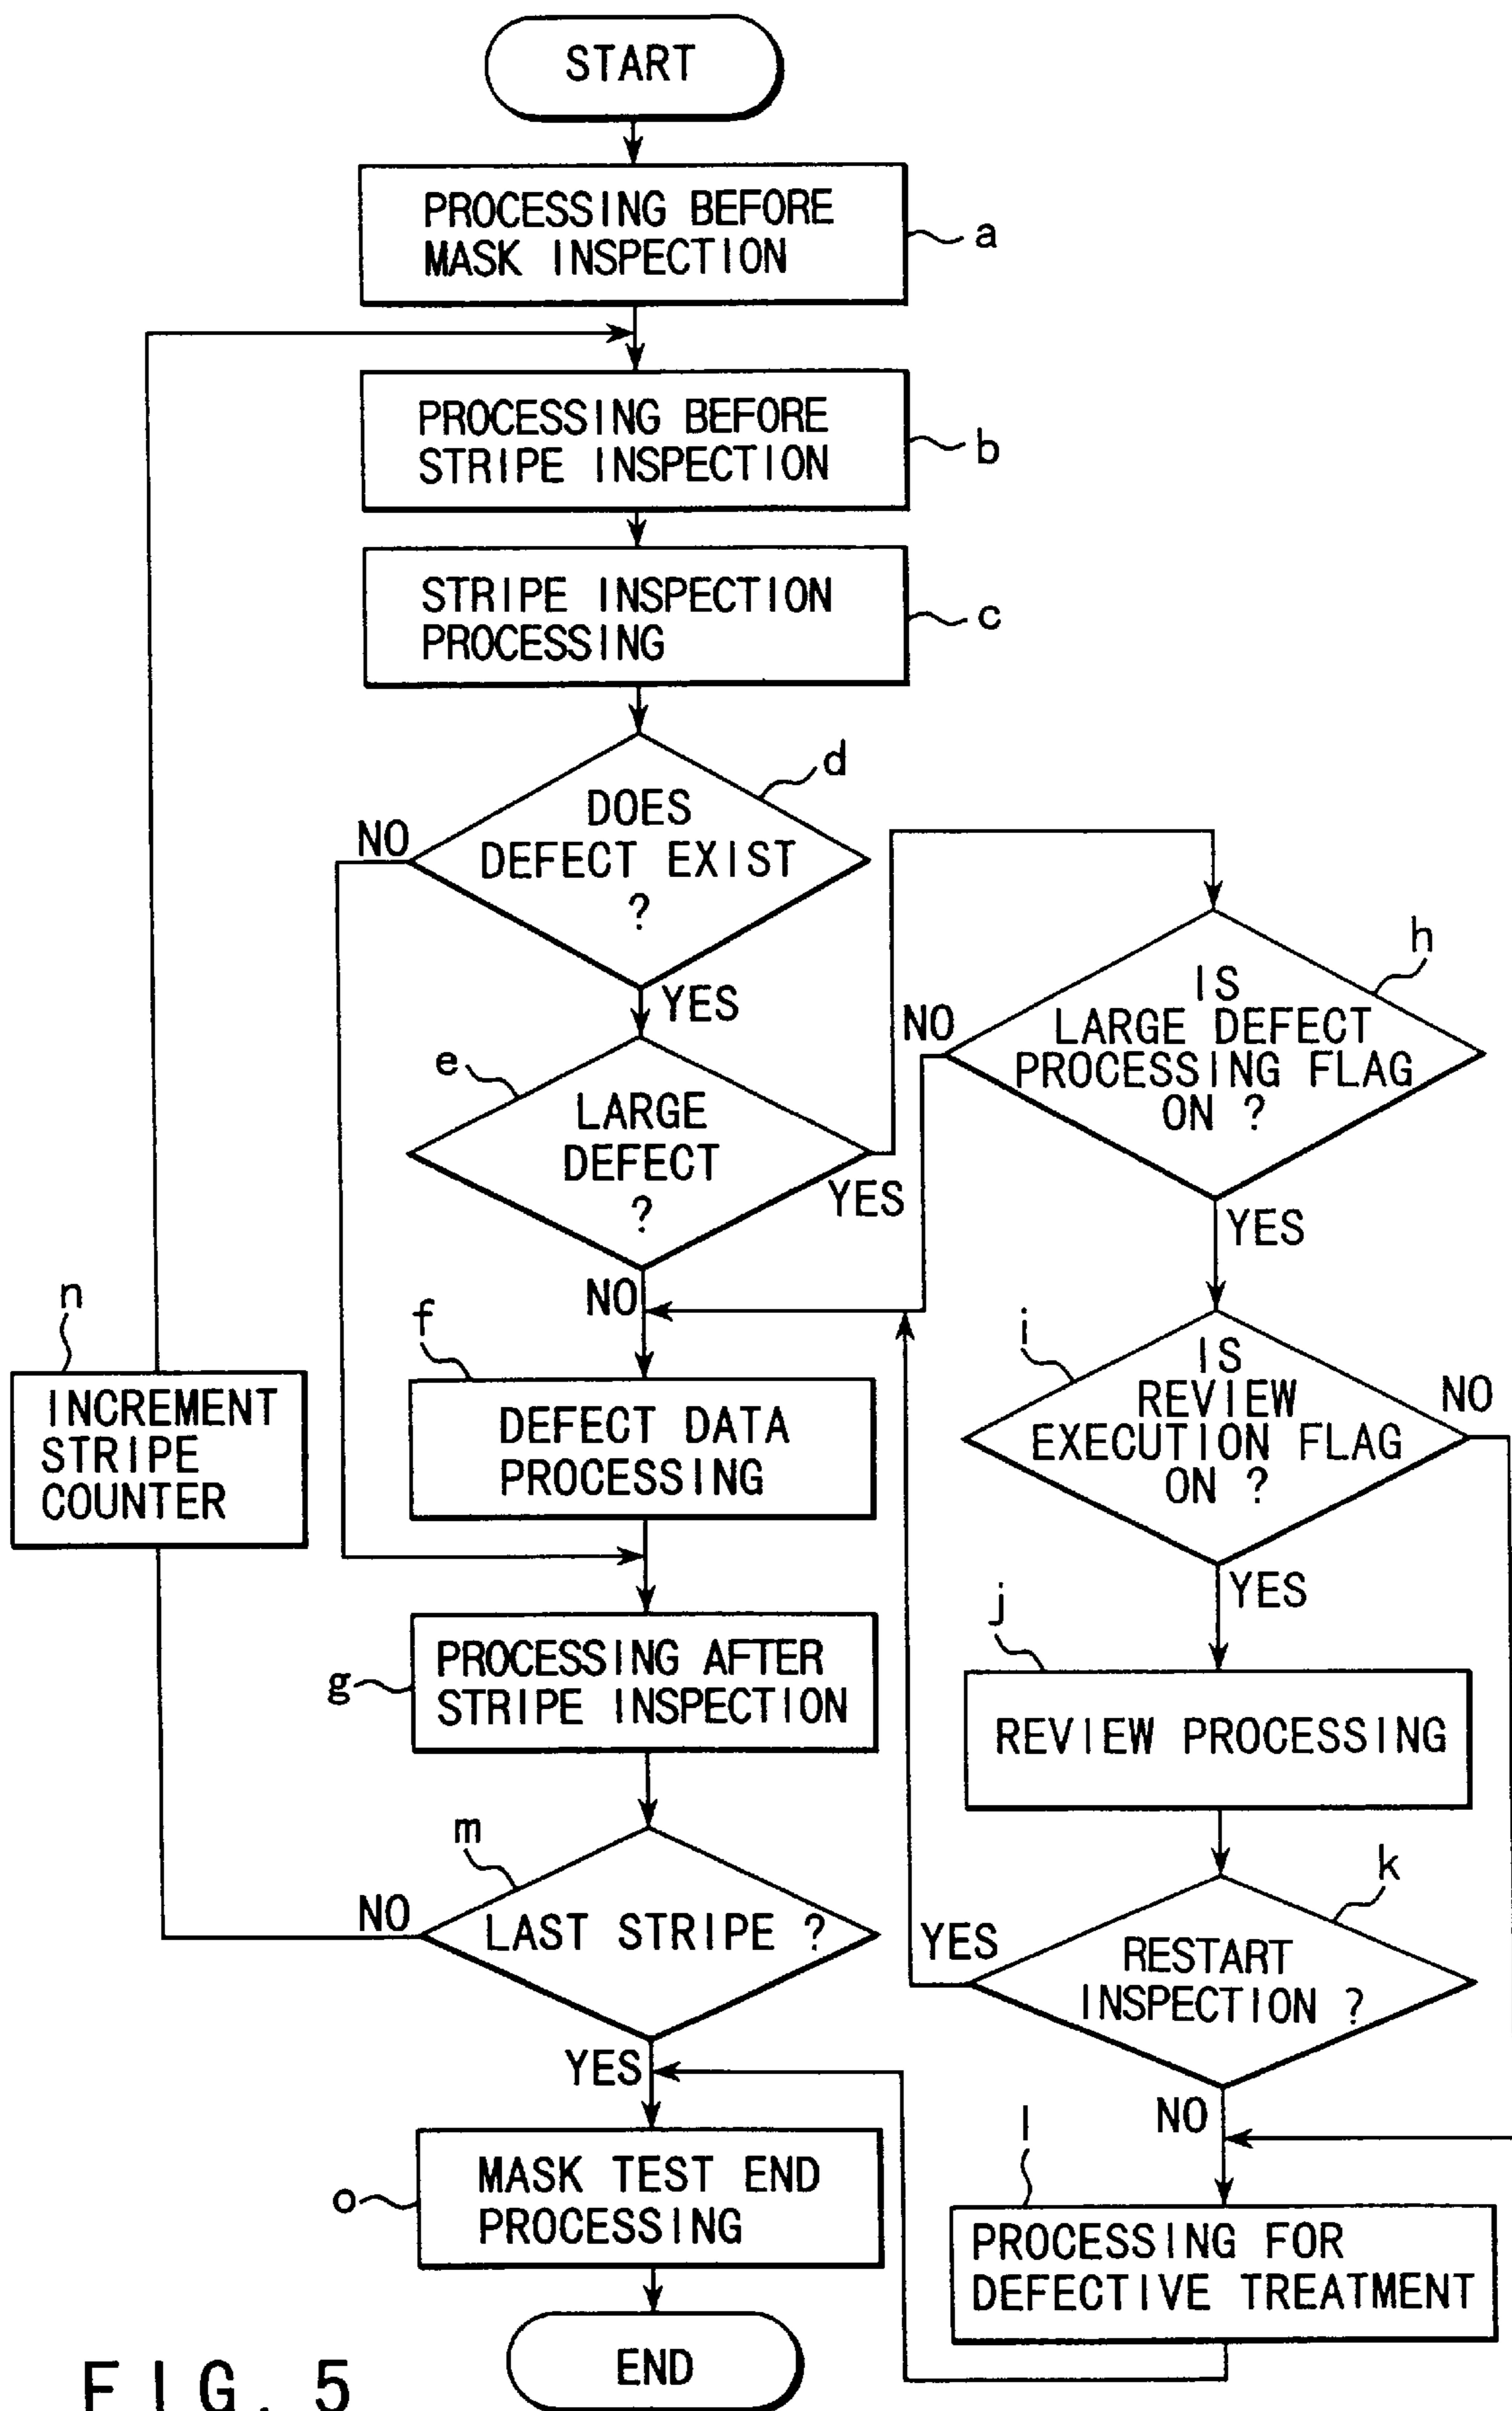 START
PROCESSING BEFORE
MASK INSPECTION
a
PROCESSING BEFORE
STRIPE INSPECTION
b
STRIPE INSPECTION
PROCESSING
c
d
DOES
DEFECT EXIST
?
NO
YES
e
LARGE
DEFECT
?
YES
NO
h
IS
LARGE DEFECT
PROCESSING FLAG
ON ?
NO
YES
n
INCREMENT
STRIPE
COUNTER
f
DEFECT DATA
PROCESSING
i
IS
REVIEW
EXECUTION FLAG
ON ?
NO
YES
g
PROCESSING AFTER
STRIPE INSPECTION
j
REVIEW PROCESSING
m
LAST STRIPE ?
NO
YES
k
RESTART
INSPECTION ?
YES
NO
o
MASK TEST END
PROCESSING
l
PROCESSING FOR
DEFECTIVE TREATMENT
END
FIG. 5